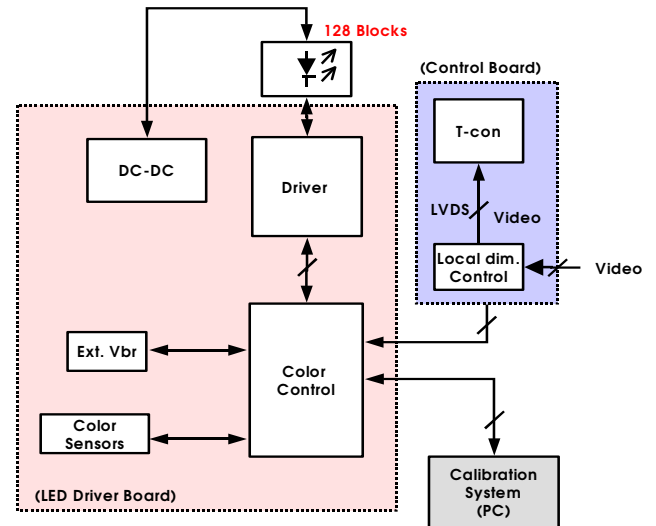 128 Blocks
(Control Board)
T-con
DC-DC
Driver
LVDS
Video
Local dim.
Control
Video
Ext. Vbr
Color
Control
Color
Sensors
Calibration
System
(PC)
(LED Driver Board)